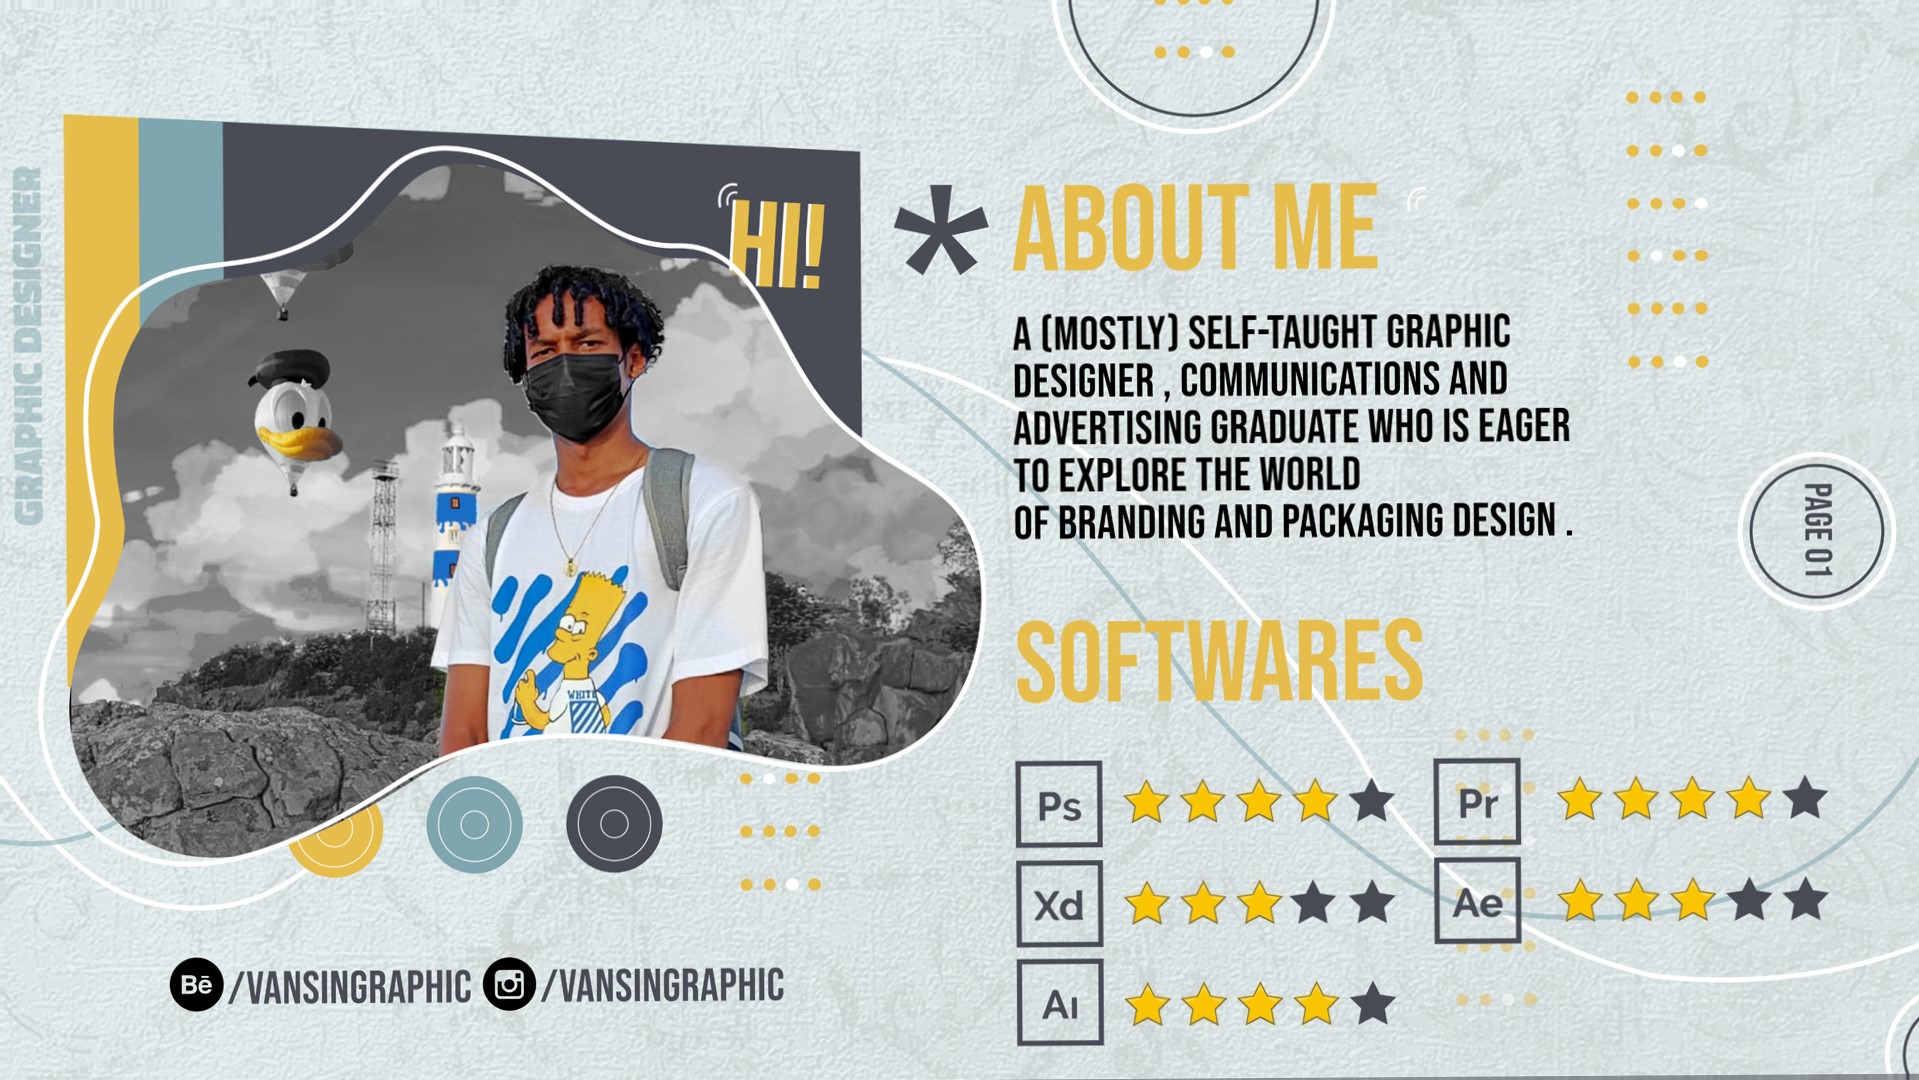 GRAPHIC DESIGNER
HI!
WHITE
* ABOUT ME
A (MOSTLY) SELF-TAUGHT GRAPHIC
DESIGNER , COMMUNICATIONS AND
ADVERTISING GRADUATE WHO IS EAGER
TO EXPLORE THE WORLD
OF BRANDING AND PACKAGING DESIGN .
PAGE 01
SOFTWARES
Ps
Pr
Xd
Ae
Ai
Bē /VANSINGRAPHIC /VANSINGRAPHIC